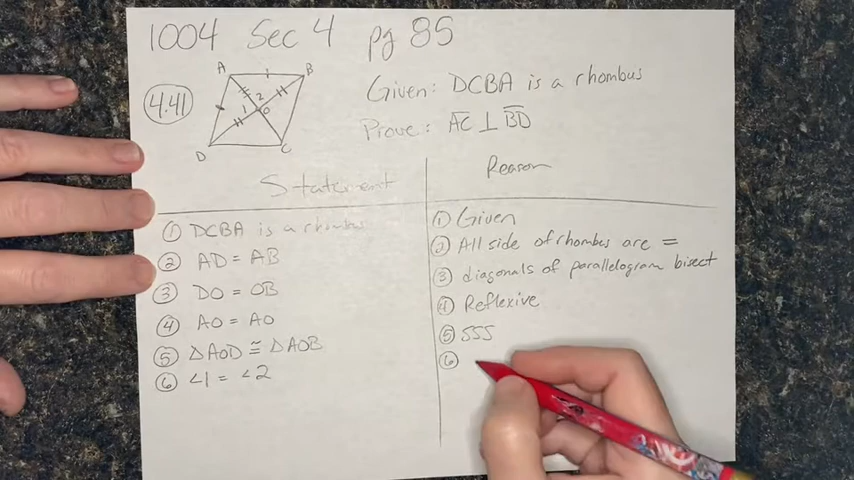 1004 Sec 4 pg 85
4.41
A
B
1
2
O
D
C
Given: DCBA is a rhombus
Prove: AC ⊥ BD
Statement
Reason
① DCBA is a rhombus
① Given
② AD = AB
② All side of rhombus are =
③ DO = OB
③ diagonals of parallelogram bisect
④ AO = AO
④ Reflexive
⑤ △AOD ≅ △AOB
⑤ SSS
⑥ ∠1 = ∠2
⑥